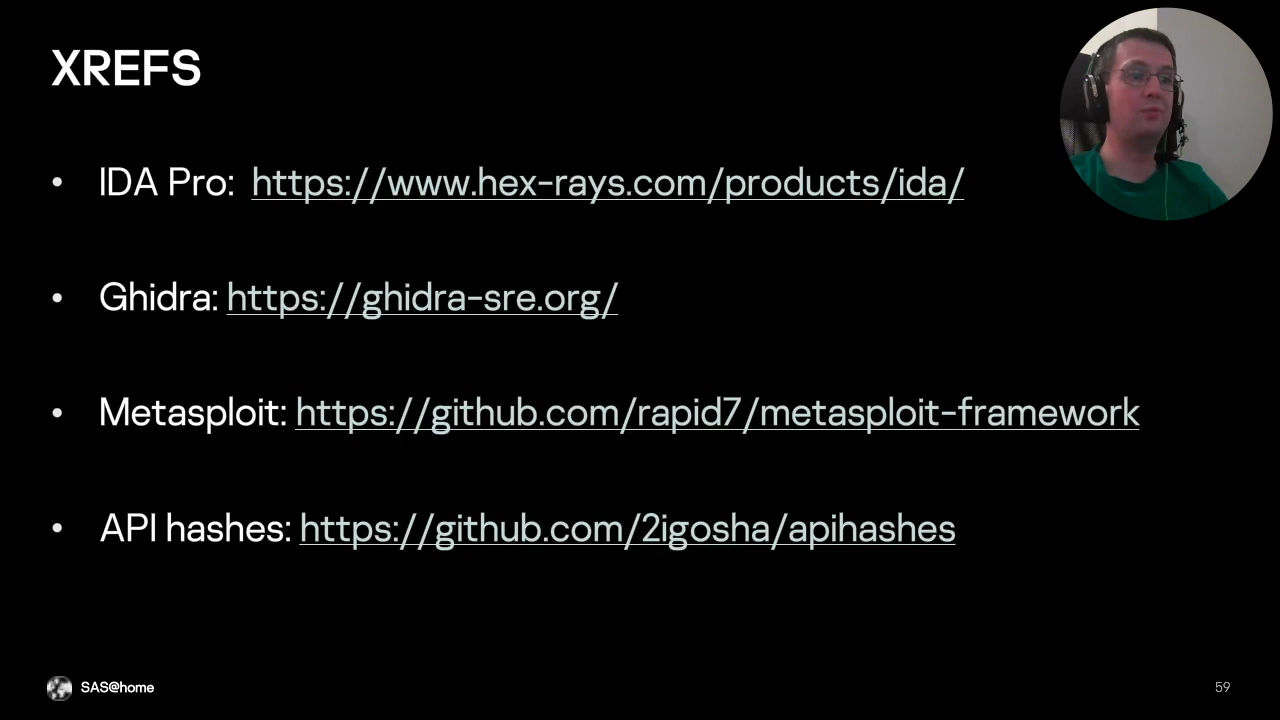 XREFS
• IDA Pro: https://www.hex-rays.com/products/ida/
• Ghidra: https://ghidra-sre.org/
• Metasploit: https://github.com/rapid7/metasploit-framework
• API hashes: https://github.com/2igosha/apihashes
SAS@home
59